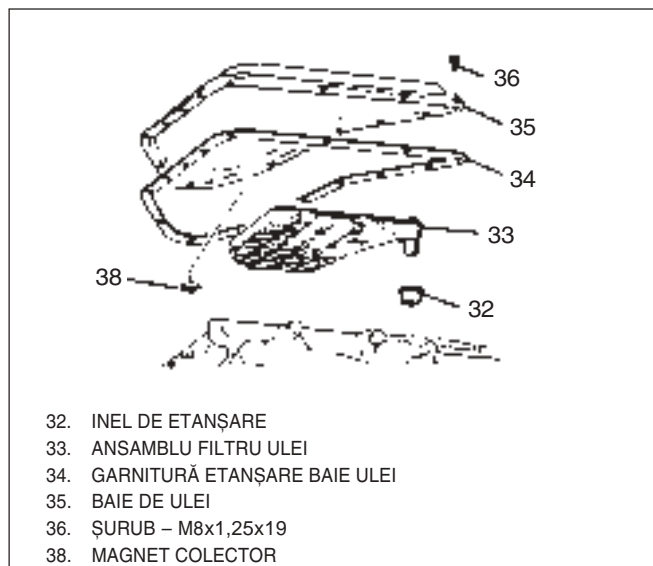 36
35
34
33
38
32
32. INEL DE ETANȘARE
33. ANSAMBLU FILTRU ULEI
34. GARNITURĂ ETANȘARE BAIE ULEI
35. BAIE DE ULEI
36. ȘURUB – M8x1,25x19
38. MAGNET COLECTOR